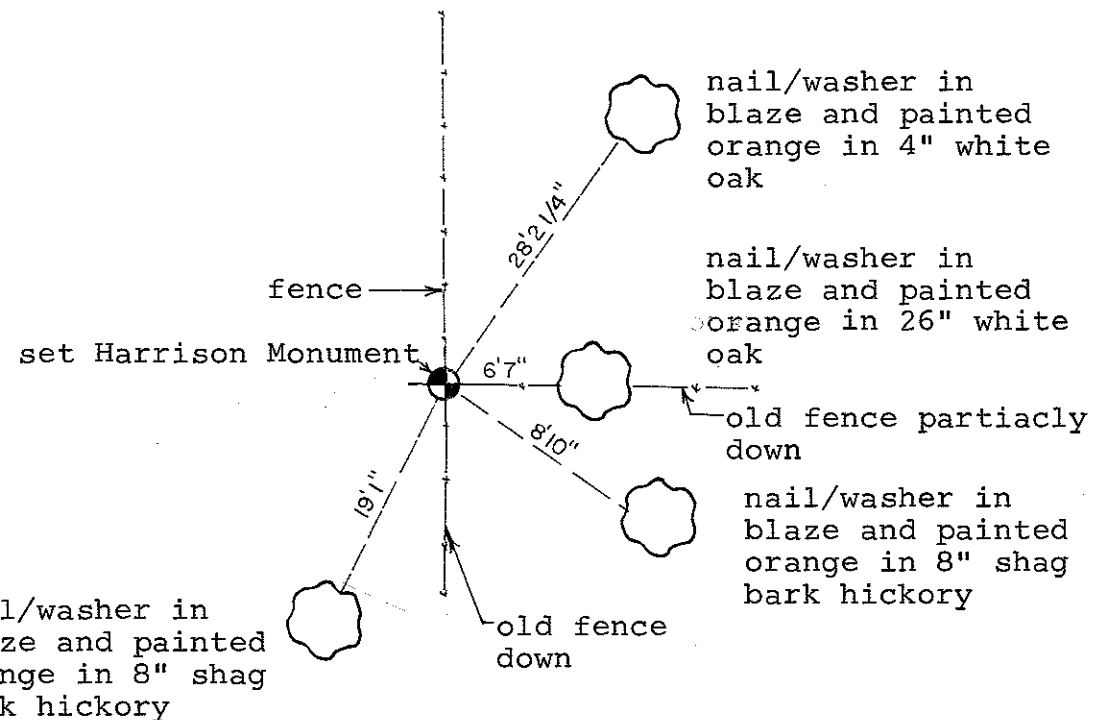 nail/washer in
blaze and painted
orange in 4" white
oak
28'2 1/4"
nail/washer in
blaze and painted
orange in 26" white
oak
fence
set Harrison Monument
6'7"
old fence partiacly
down
8'10"
nail/washer in
blaze and painted
orange in 8" shag
bark hickory
19'1"
old fence
down
l/washer in
ze and painted
nge in 8" shag
k hickory